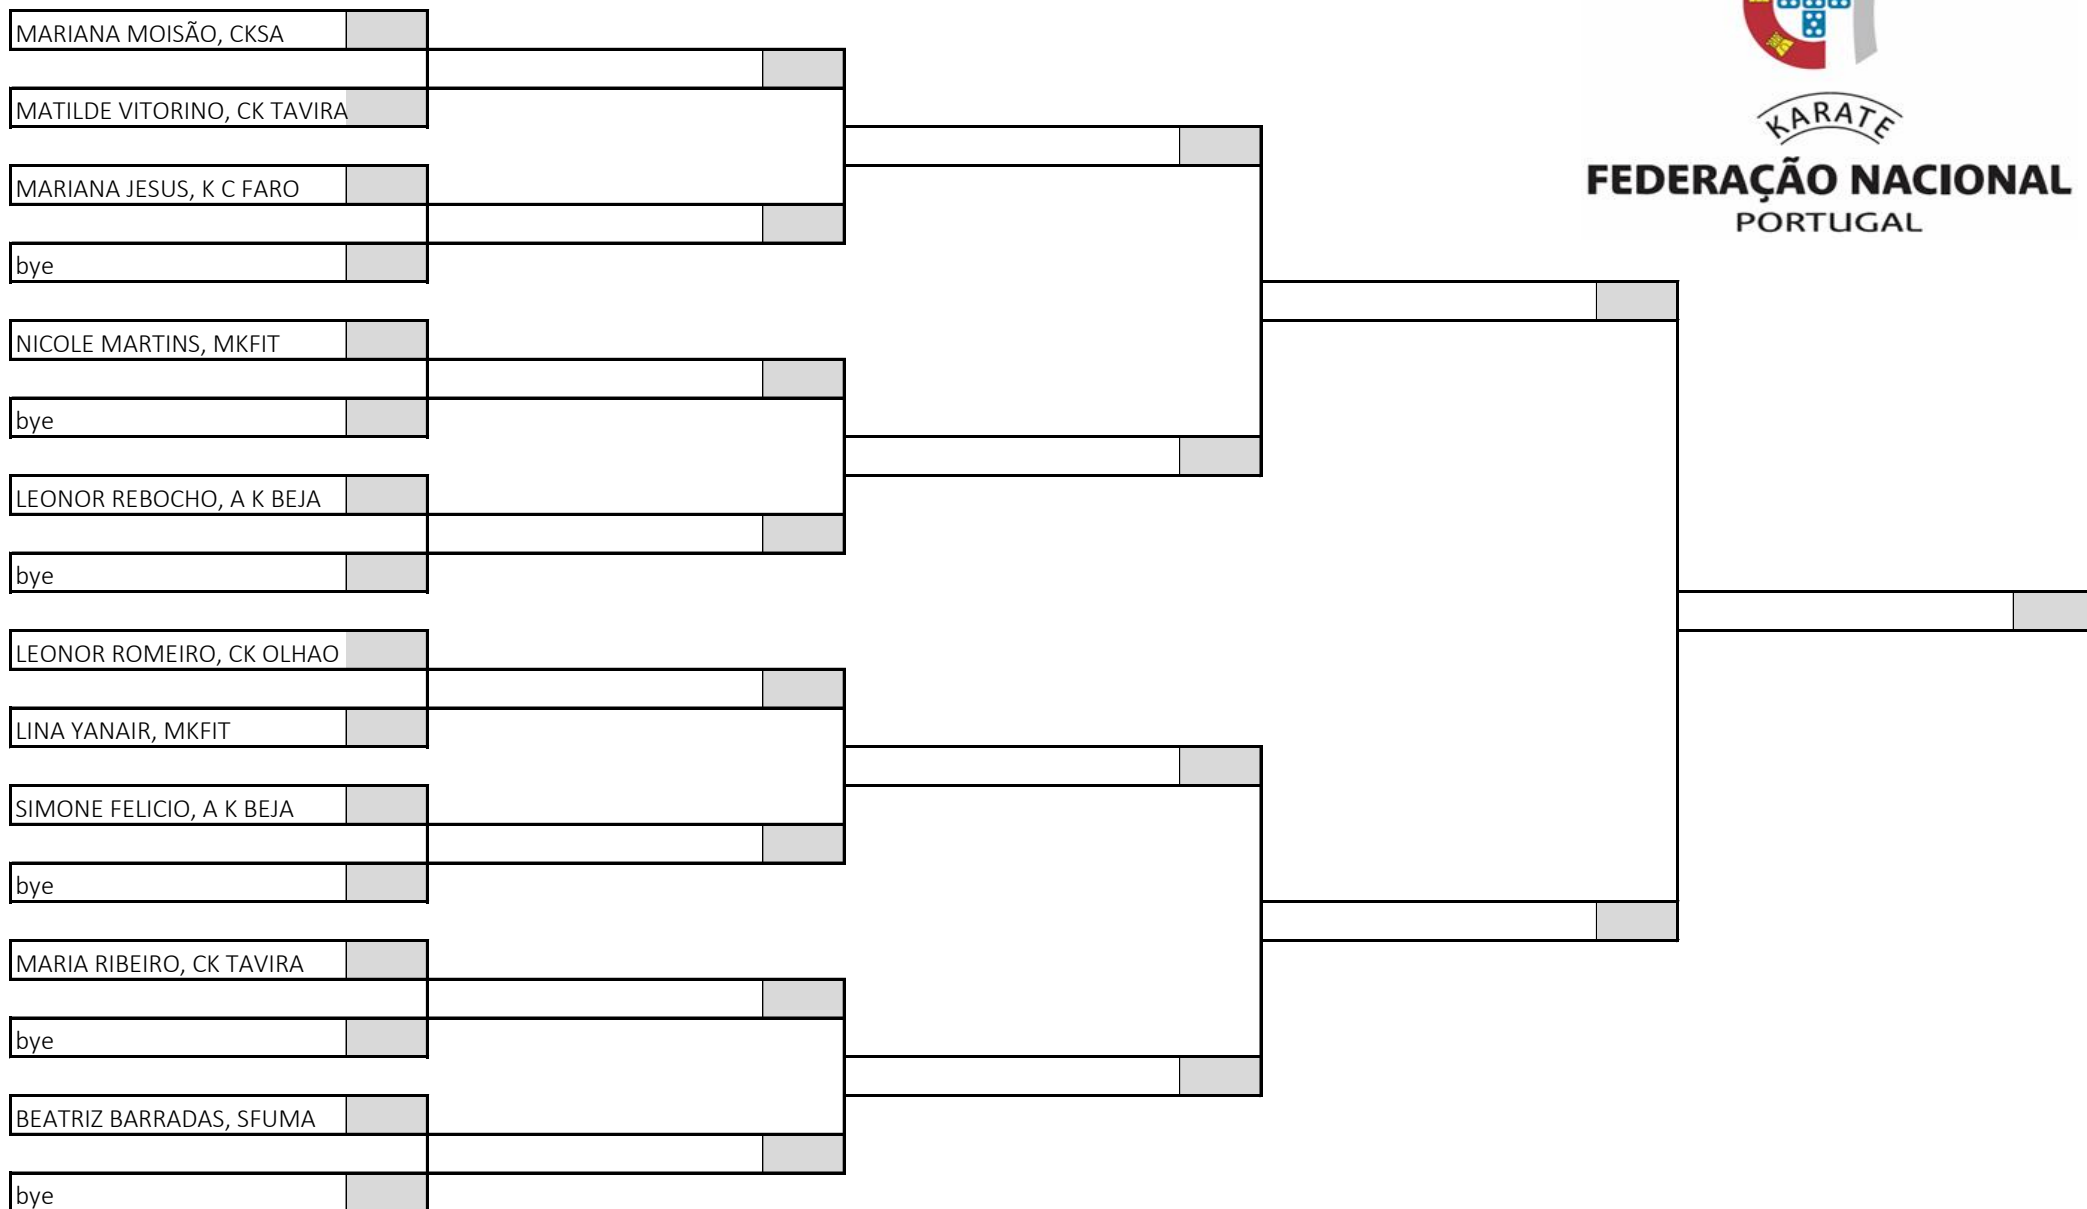 MARIANA MOISÃO, CKSA
MATILDE VITORINO, CK TAVIRA
MARIANA JESUS, K C FARO
bye
NICOLE MARTINS, MKFIT
bye
LEONOR REBOCHO, A K BEJA
bye
LEONOR ROMEIRO, CK OLHAO
LINA YANAIR, MKFIT
SIMONE FELICIO, A K BEJA
bye
MARIA RIBEIRO, CK TAVIRA
bye
BEATRIZ BARRADAS, SFUMA
bye
KARATE
FEDERAÇÃO NACIONAL
PORTUGAL